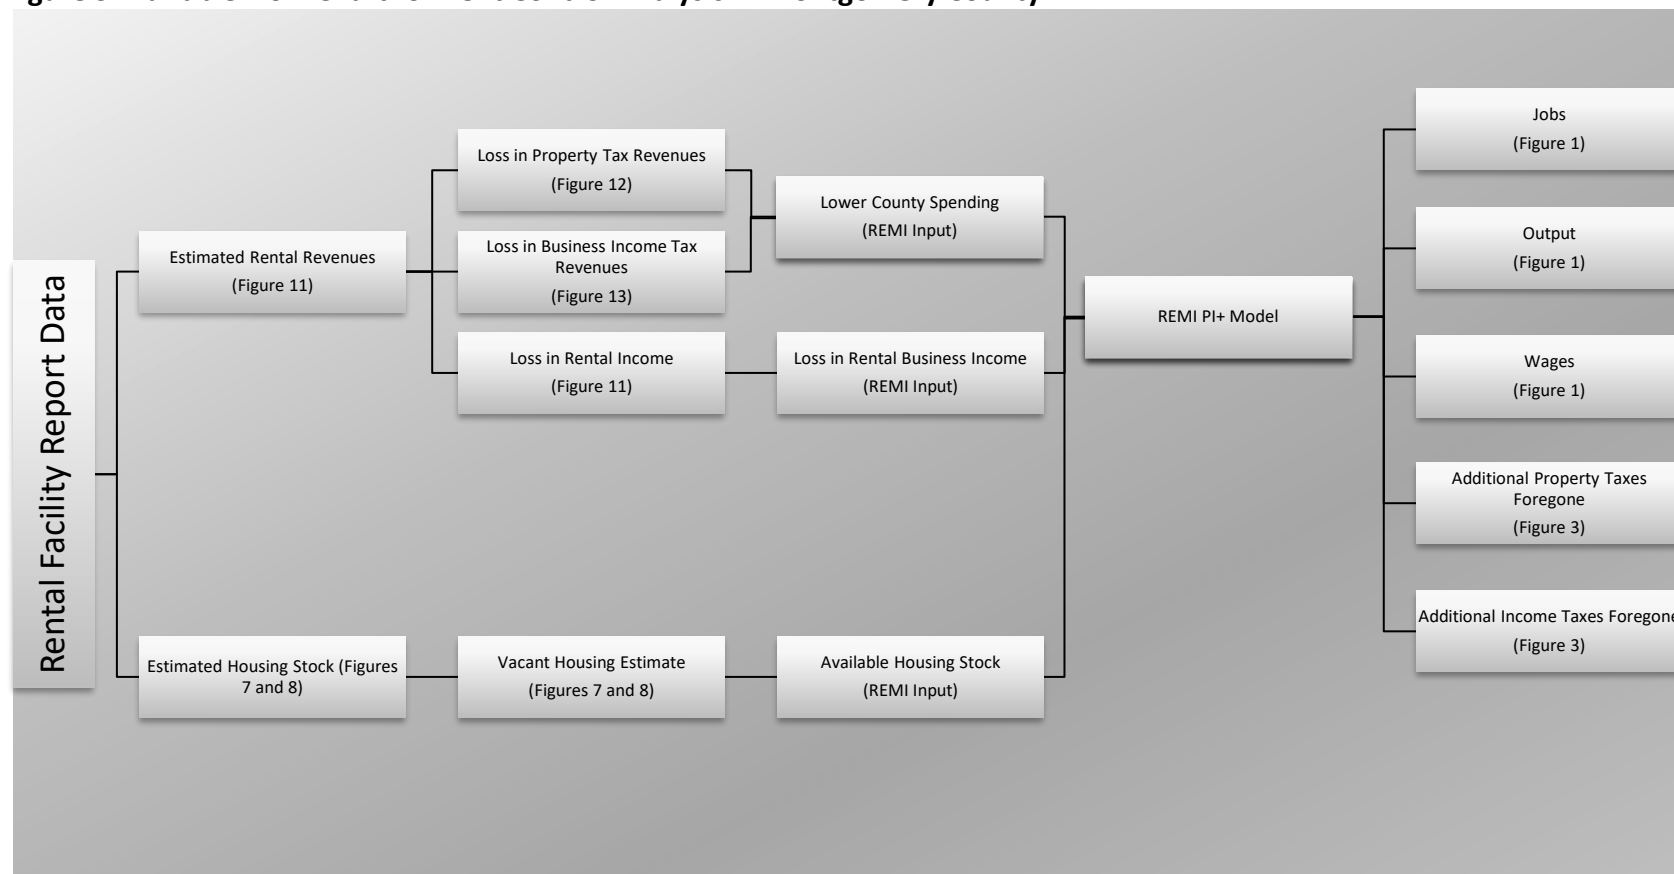 Rental Facility Report Data
Estimated Rental Revenues
(Figure 11)
Loss in Property Tax Revenues
(Figure 12)
Loss in Business Income Tax
Revenues
(Figure 13)
Loss in Rental Income
(Figure 11)
Lower County Spending
(REMI Input)
Loss in Rental Business Income
(REMI Input)
Estimated Housing Stock (Figures
7 and 8)
Vacant Housing Estimate
(Figures 7 and 8)
Available Housing Stock
(REMI Input)
REMI PI+ Model
Jobs
(Figure 1)
Output
(Figure 1)
Wages
(Figure 1)
Additional Property Taxes
Foregone
(Figure 3)
Additional Income Taxes Foregone
(Figure 3)